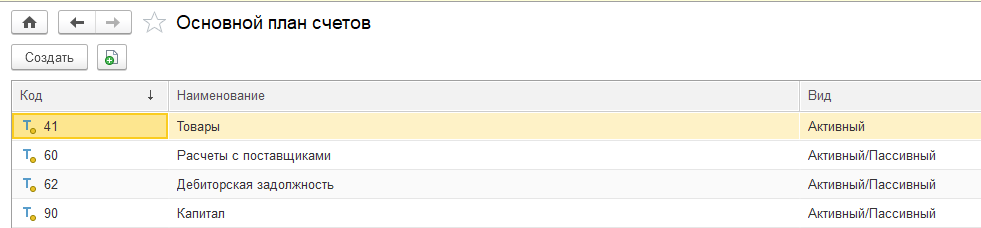 Основной план счетов
Создать
Код ↓ Наименование Вид
41 Товары Активный
60 Расчеты с поставщиками Активный/Пассивный
62 Дебиторская задолжность Активный/Пассивный
90 Капитал Активный/Пассивный